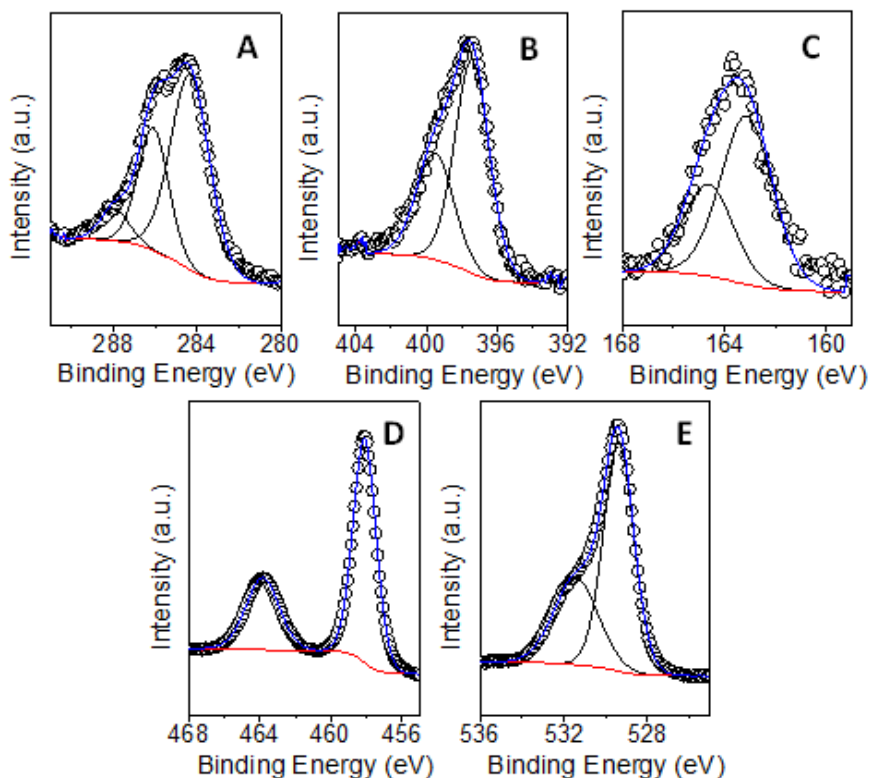 A
B
C
Intensity (a.u.)
Intensity (a.u.)
Intensity (a.u.)
288 284 280
404 400 396 392
168 164 160
Binding Energy (eV)
Binding Energy (eV)
Binding Energy (eV)
D
E
Intensity (a.u.)
Intensity (a.u.)
468 464 460 456
536 532 528
Binding Energy (eV)
Binding Energy (eV)